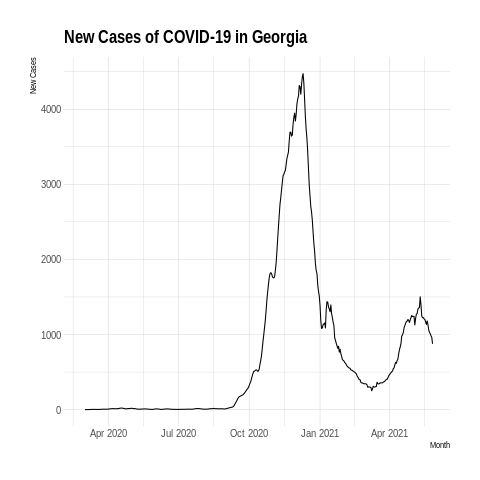 New Cases of COVID-19 in Georgia
New Cases
4000
3000
2000
1000
0
Apr 2020 Jul 2020 Oct 2020 Jan 2021 Apr 2021
Month